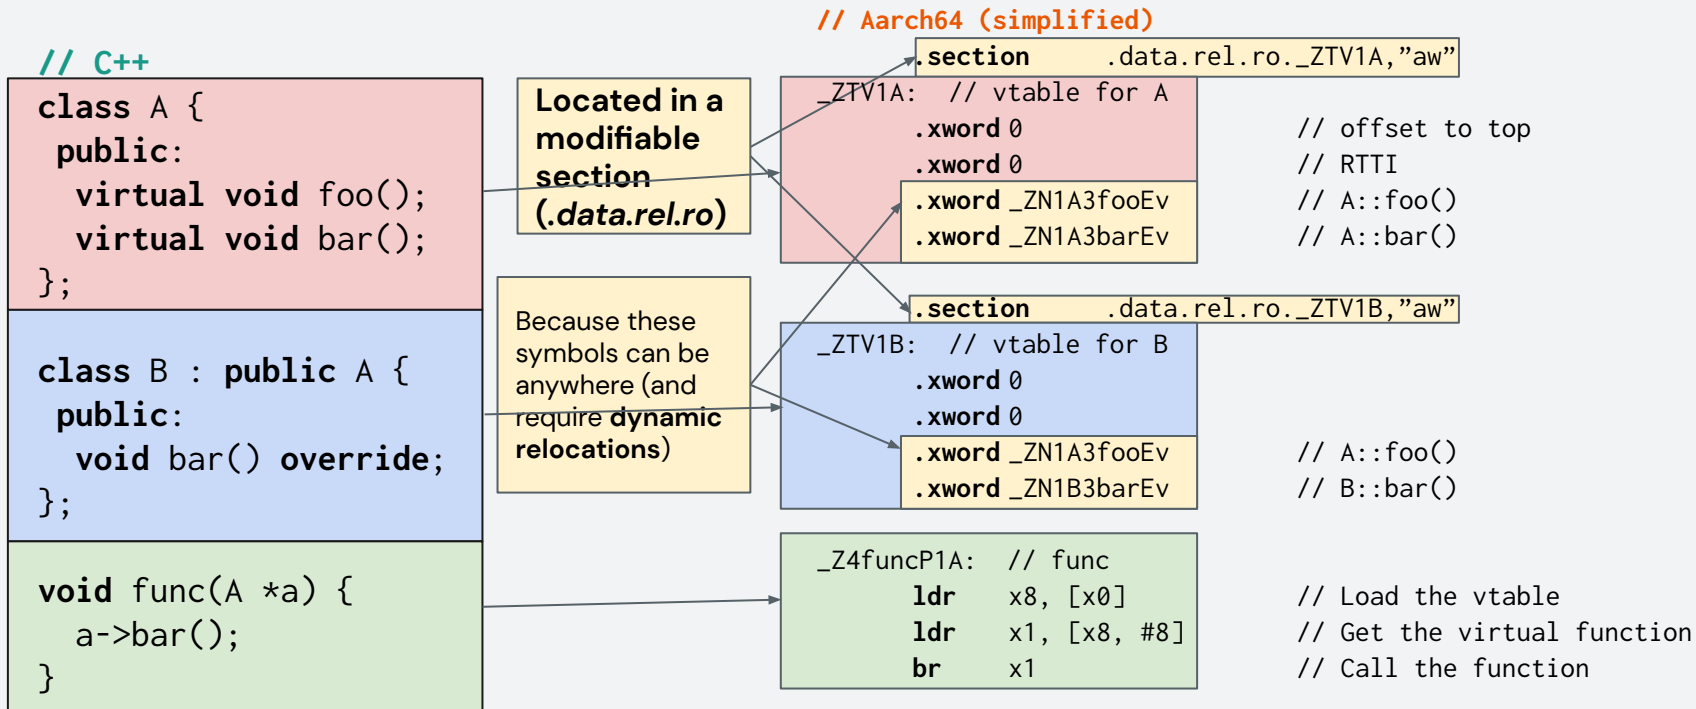 // Aarch64 (simplified)
// C++
class A {
public:
virtual void foo();
virtual void bar();
};
class B : public A {
public:
void bar() override;
};
void func(A *a) {
a->bar();
}
Located in a
modifiable
section
(.data.rel.ro)
Because these
symbols can be
anywhere (and
require dynamic
relocations)
.section .data.rel.ro._ZTV1A,”aw”
_ZTV1A: // vtable for A
.xword 0 // offset to top
.xword 0 // RTTI
.xword _ZN1A3fooEv // A::foo()
.xword _ZN1A3barEv // A::bar()
.section .data.rel.ro._ZTV1B,”aw”
_ZTV1B: // vtable for B
.xword 0
.xword 0
.xword _ZN1A3fooEv // A::foo()
.xword _ZN1B3barEv // B::bar()
_Z4funcP1A: // func
ldr x8, [x0] // Load the vtable
ldr x1, [x8, #8] // Get the virtual function
br x1 // Call the function